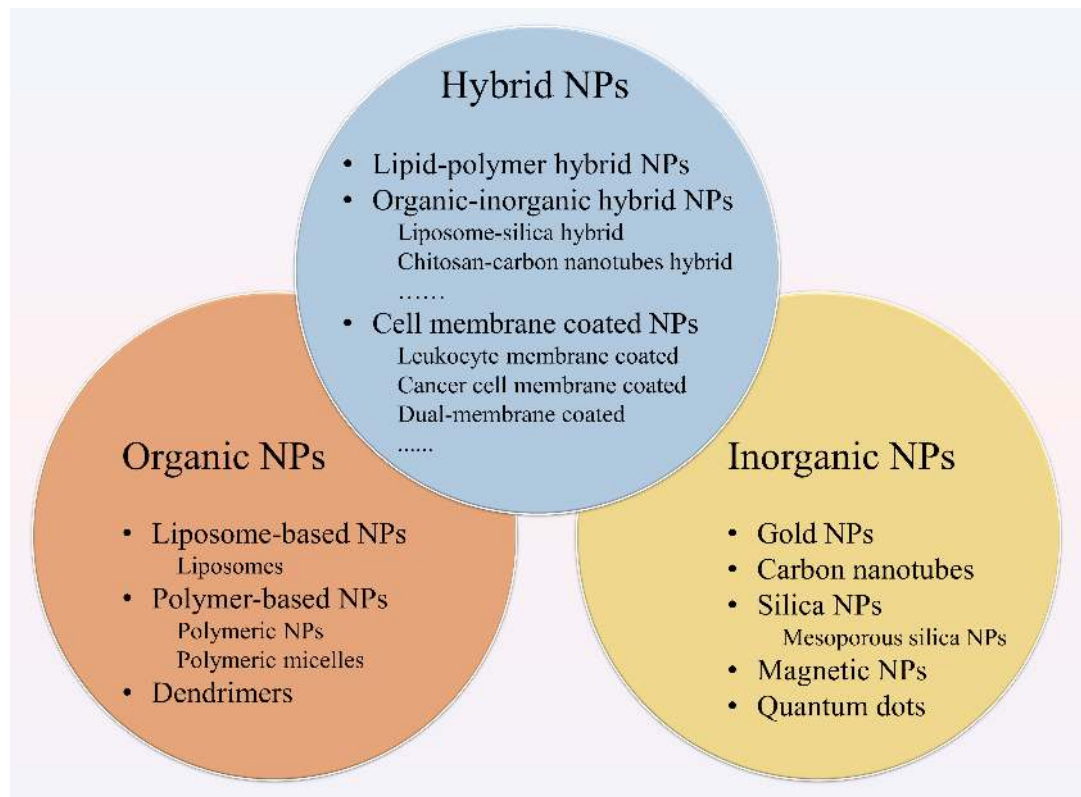 Hybrid NPs
• Lipid-polymer hybrid NPs
• Organic-inorganic hybrid NPs
Liposome-silica hybrid
Chitosan-carbon nanotubes hybrid
……
• Cell membrane coated NPs
Leukocyte membrane coated
Cancer cell membrane coated
Dual-membrane coated
......
Organic NPs
• Liposome-based NPs
Liposomes
• Polymer-based NPs
Polymeric NPs
Polymeric micelles
• Dendrimers
Inorganic NPs
• Gold NPs
• Carbon nanotubes
• Silica NPs
Mesoporous silica NPs
• Magnetic NPs
• Quantum dots